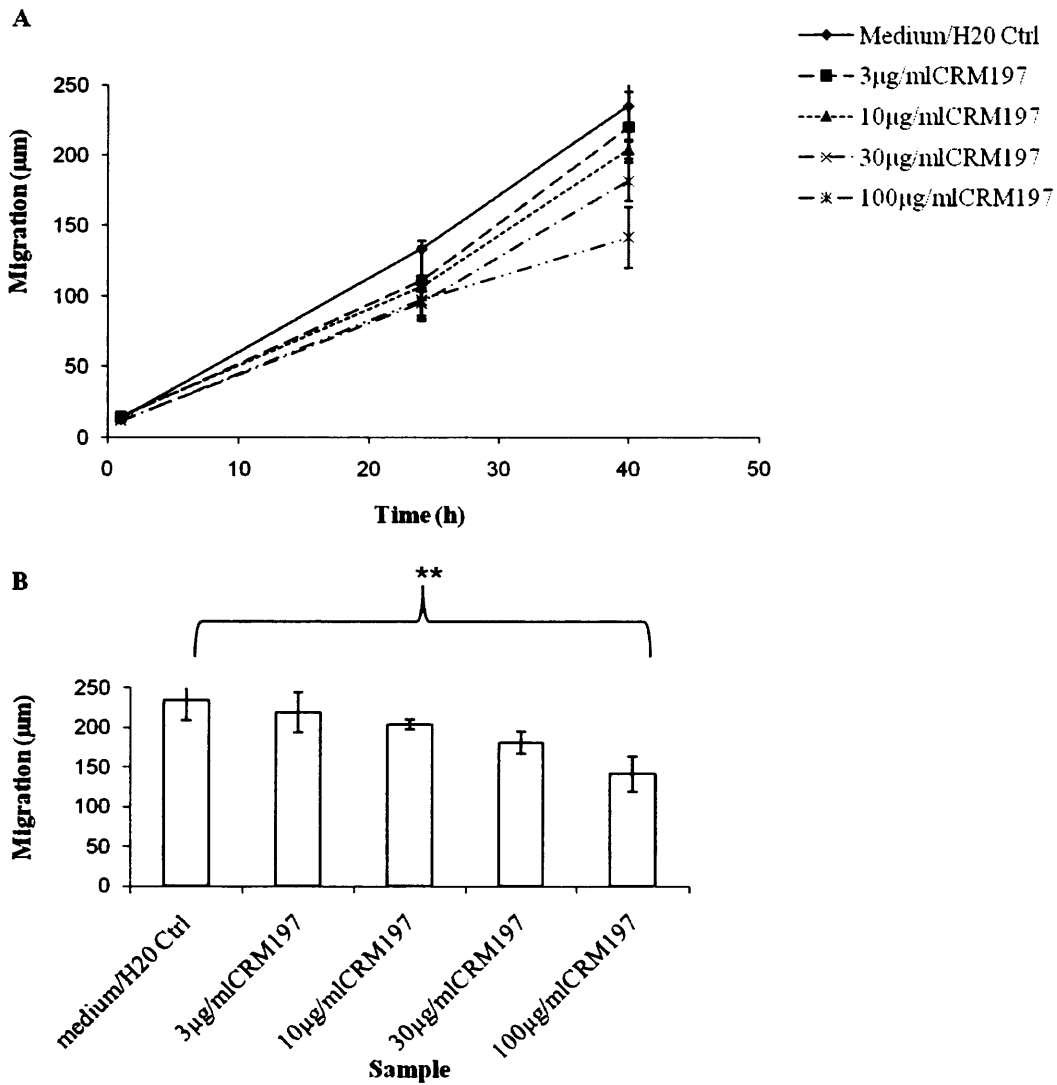 A
Medium/H20 Ctrl
3µg/mlCRM197
10µg/mlCRM197
30µg/mlCRM197
100µg/mlCRM197
Migration (µm)
250
200
150
100
50
0
0 10 20 30 40 50
Time (h)
B
**
Migration (µm)
250
200
150
100
50
0
medium/H20 Ctrl
3µg/mlCRM197
10µg/mlCRM197
30µg/mlCRM197
100µg/mlCRM197
Sample